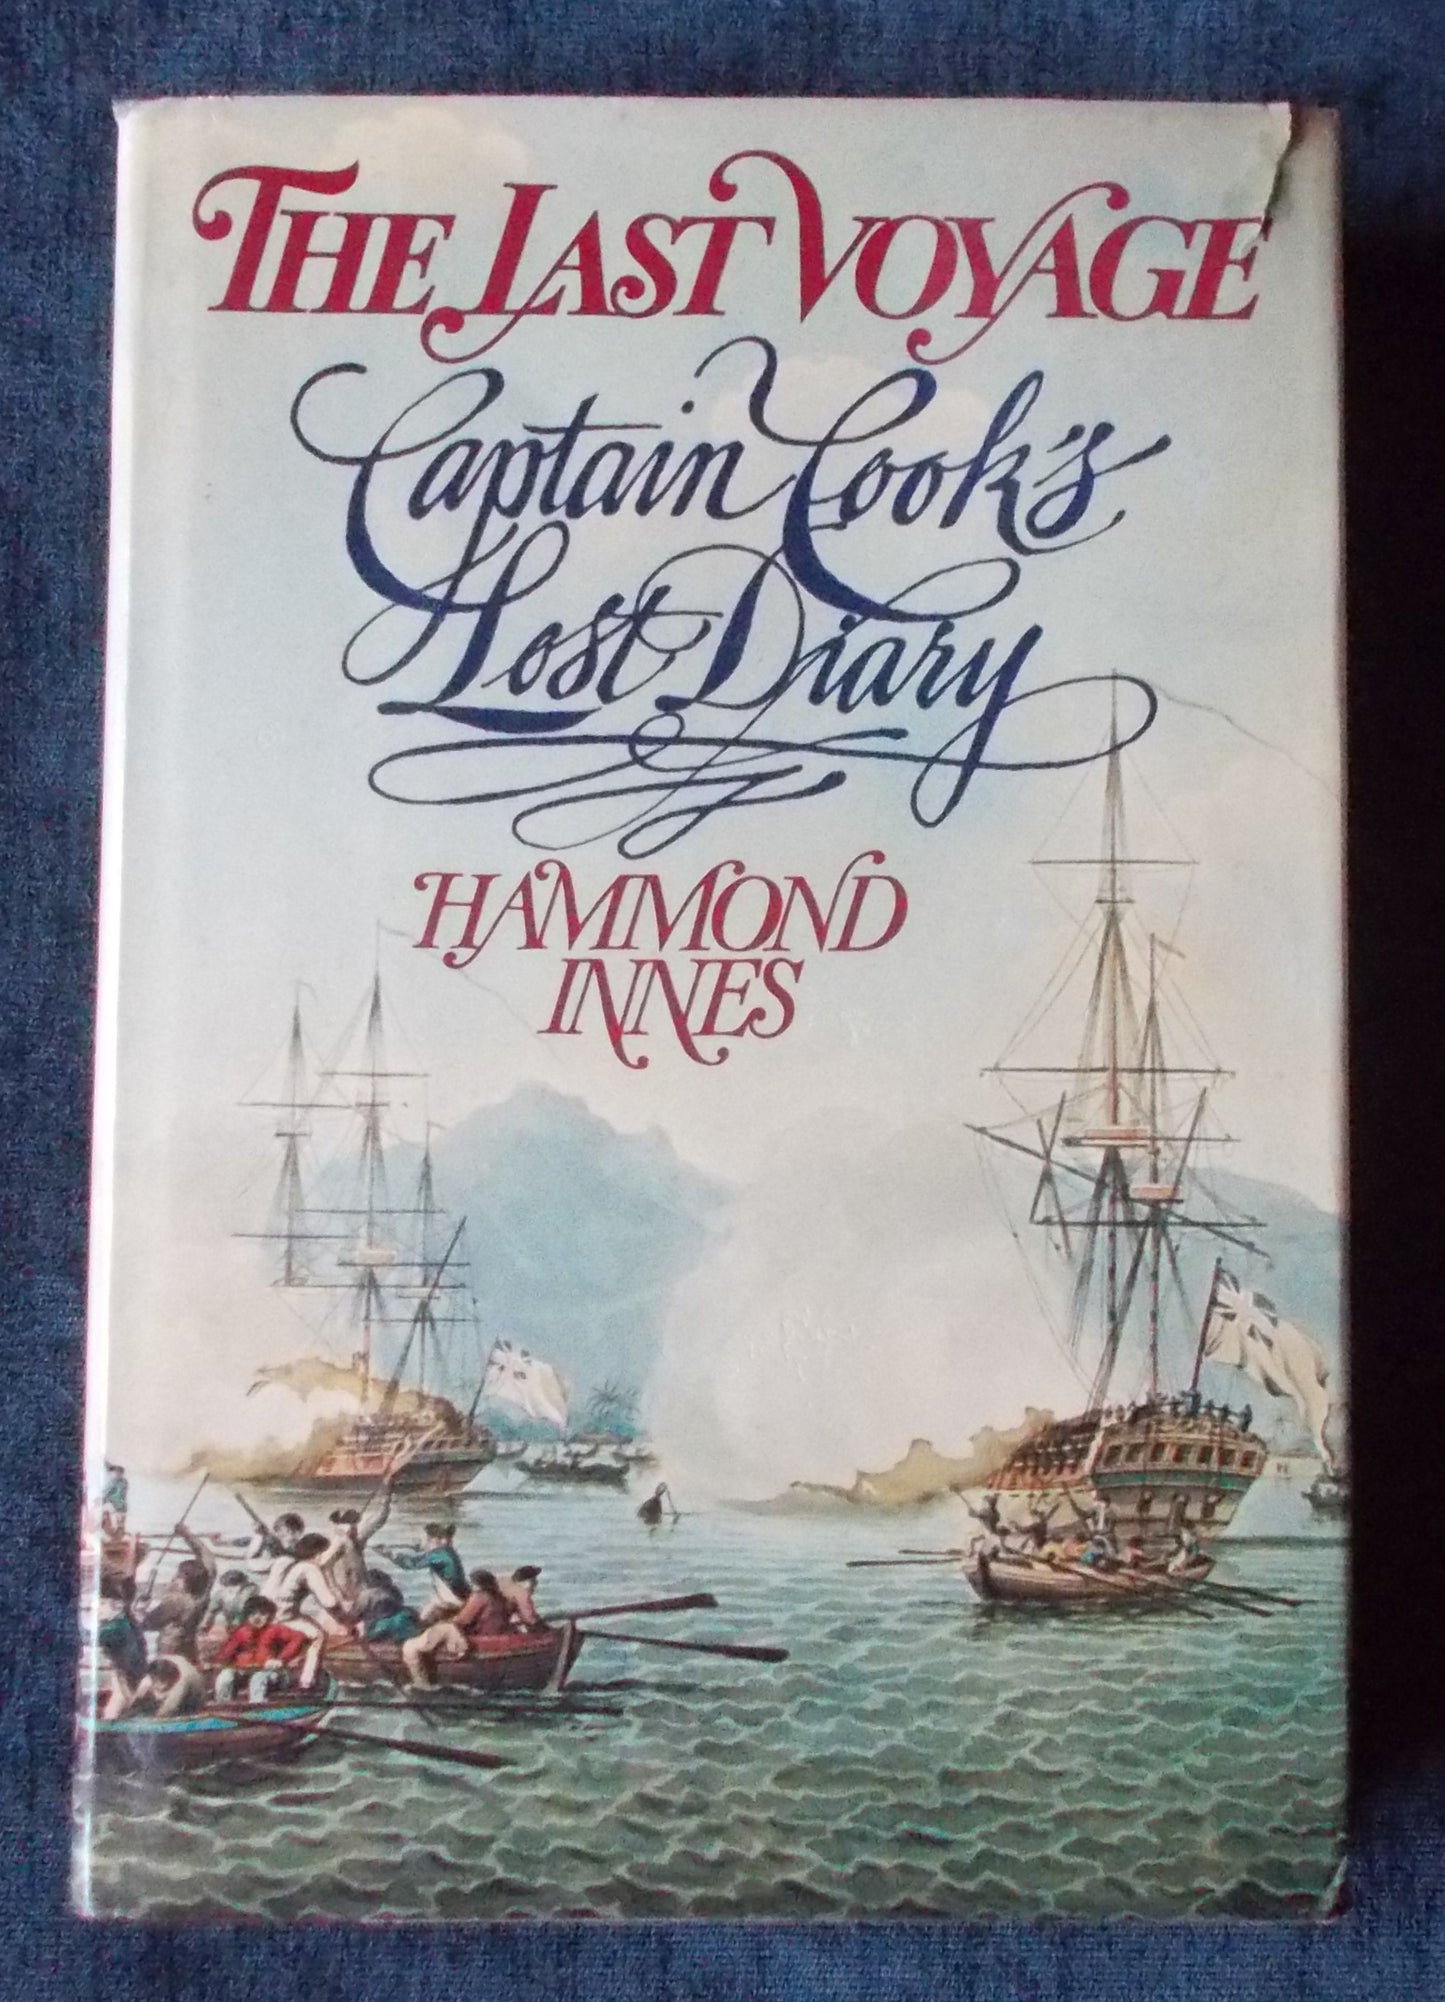 THE LAST VOYAGE
Captain Cook's
Lost Diary
HAMMOND
INNES